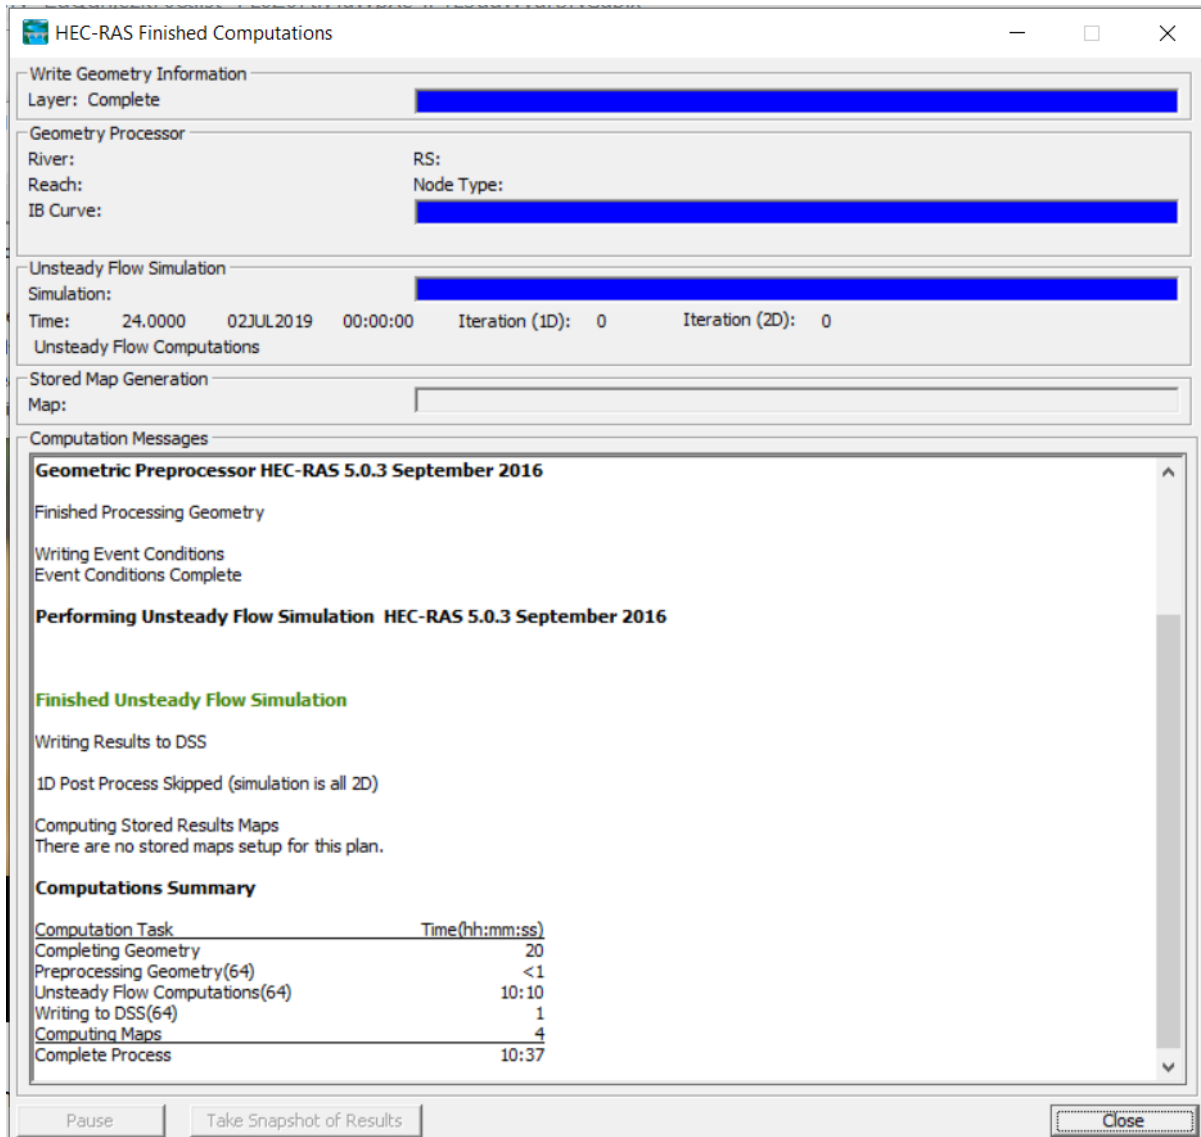 HEC-RAS Finished Computations
Write Geometry Information
Layer: Complete
Geometry Processor
River: RS:
Reach: Node Type:
IB Curve:
Unsteady Flow Simulation
Simulation:
Time: 24.0000 02JUL2019 00:00:00 Iteration (1D): 0 Iteration (2D): 0
Unsteady Flow Computations
Stored Map Generation
Map:
Computation Messages
Geometric Preprocessor HEC-RAS 5.0.3 September 2016
Finished Processing Geometry
Writing Event Conditions
Event Conditions Complete
Performing Unsteady Flow Simulation HEC-RAS 5.0.3 September 2016
Finished Unsteady Flow Simulation
Writing Results to DSS
1D Post Process Skipped (simulation is all 2D)
Computing Stored Results Maps
There are no stored maps setup for this plan.
Computations Summary
Computation Task Time(hh:mm:ss)
Completing Geometry 20
Preprocessing Geometry(64) <1
Unsteady Flow Computations(64) 10:10
Writing to DSS(64) 1
Computing Maps 4
Complete Process 10:37
Pause Take Snapshot of Results Close